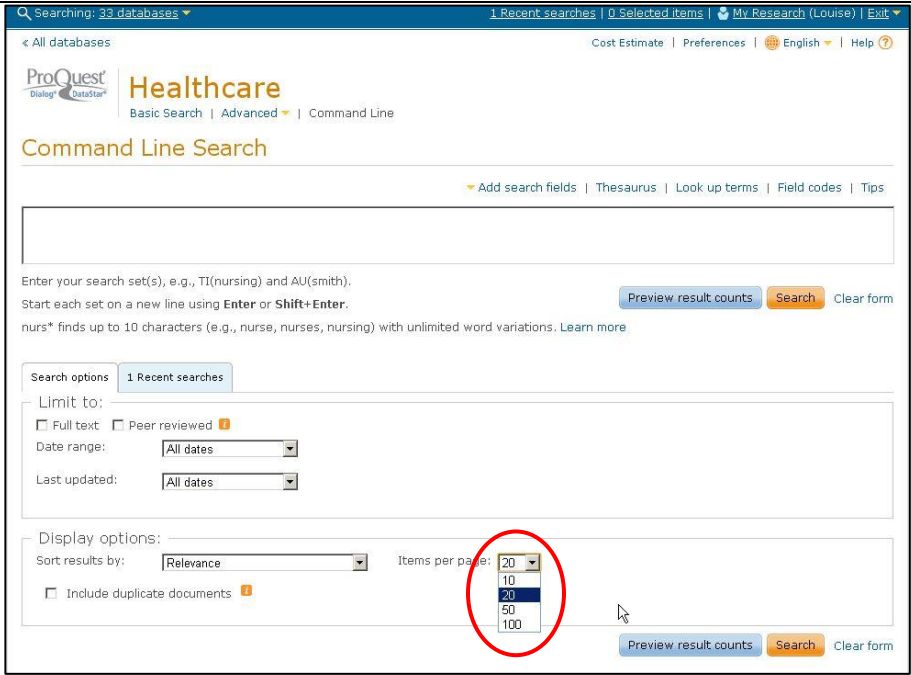 Searching: 33 databases 1 Recent searches | 0 Selected items | My Research (Louise) | Exit
« All databases Cost Estimate | Preferences | English | Help ?
ProQuest
Dialog® DataStar®
Healthcare
Basic Search | Advanced | Command Line
Command Line Search
Add search fields | Thesaurus | Look up terms | Field codes | Tips
Enter your search set(s), e.g., TI(nursing) and AU(smith).
Start each set on a new line using Enter or Shift+Enter.
Preview result counts Search Clear form
nurs* finds up to 10 characters (e.g., nurse, nurses, nursing) with unlimited word variations. Learn more
Search options 1 Recent searches
Limit to:
Full text Peer reviewed i
Date range: All dates
Last updated: All dates
Display options:
Sort results by: Relevance Items per page: 20
10
Include duplicate documents i 20
50
100
Preview result counts Search Clear form